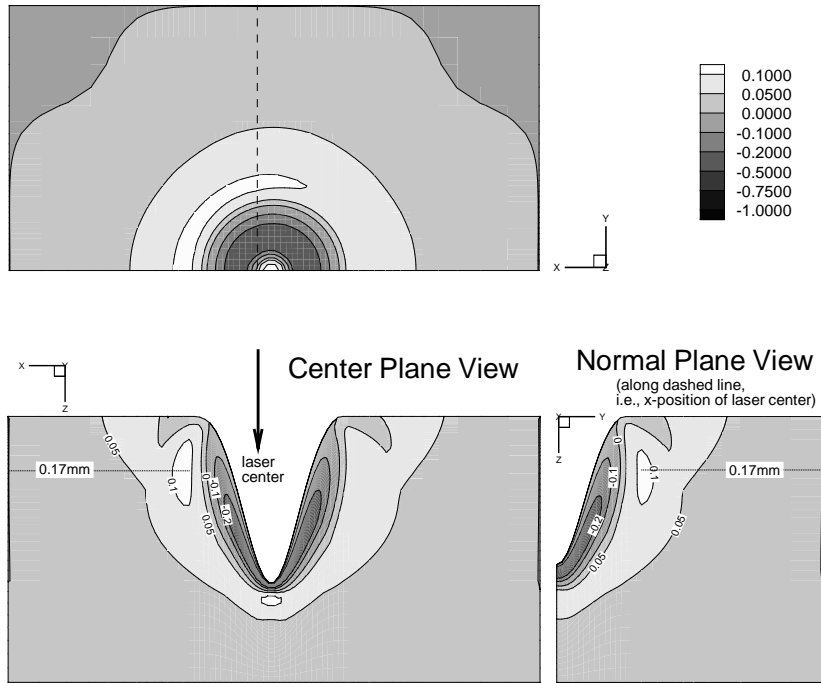 0.1000
0.0500
0.0000
-0.1000
-0.2000
-0.5000
-0.7500
-1.0000
Y
X
Z
X
Y
Z
Center Plane View
Normal Plane View
(along dashed line,
i.e., x-position of laser center)
X
Y
Z
laser
center
0.05
0.17mm
0.1
0
-0.1
-0.2
0.05
0
-0.1
0.1
0.17mm
-0.2
0.05
0.05